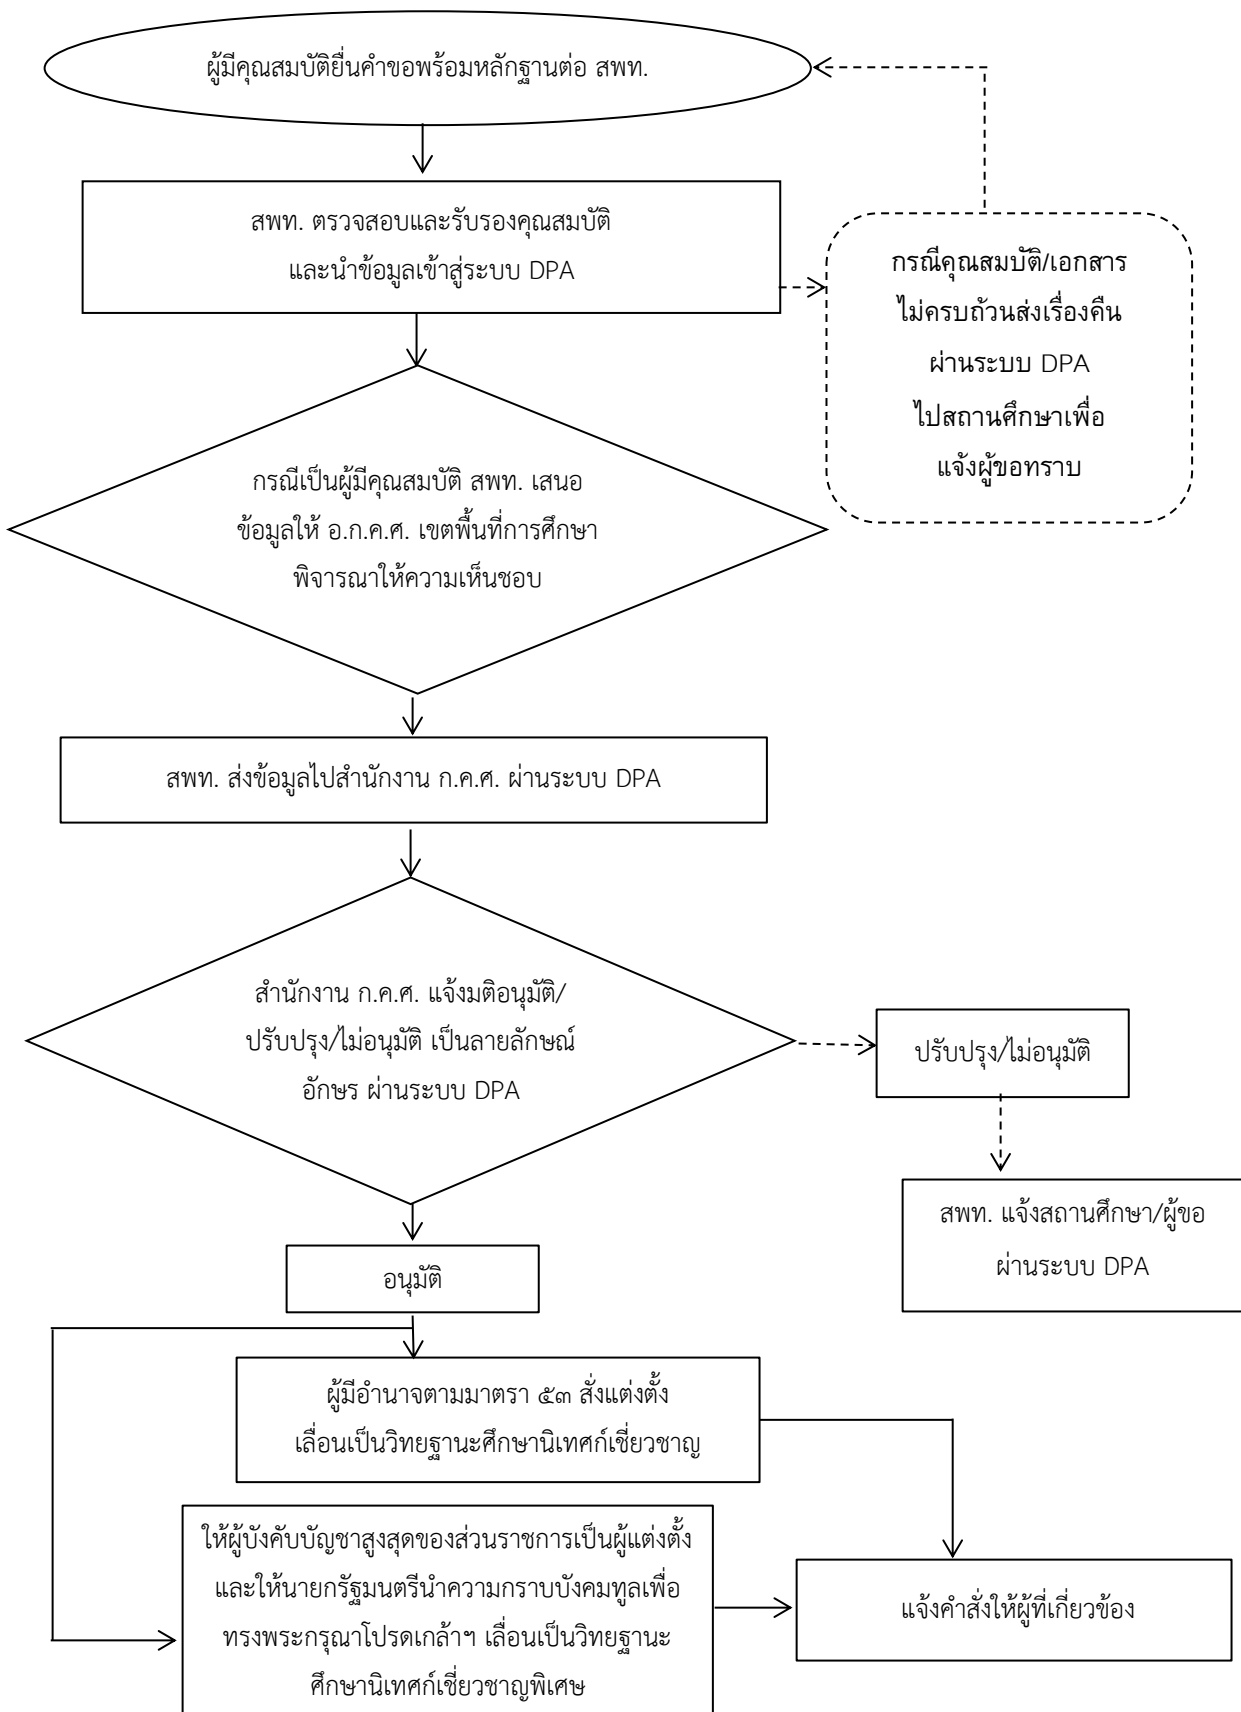 ผู้มีคุณสมบัติยื่นคำขอพร้อมหลักฐานต่อ สพท.
สพท. ตรวจสอบและรับรองคุณสมบัติ
และนำข้อมูลเข้าสู่ระบบ DPA
กรณีคุณสมบัติ/เอกสาร
ไม่ครบถ้วนส่งเรื่องคืน
ผ่านระบบ DPA
ไปสถานศึกษาเพื่อ
แจ้งผู้ขอทราบ
กรณีเป็นผู้มีคุณสมบัติ สพท. เสนอ
ข้อมูลให้ อ.ก.ค.ศ. เขตพื้นที่การศึกษา
พิจารณาให้ความเห็นชอบ
สพท. ส่งข้อมูลไปสำนักงาน ก.ค.ศ. ผ่านระบบ DPA
สำนักงาน ก.ค.ศ. แจ้งมติอนุมัติ/
ปรับปรุง/ไม่อนุมัติ เป็นลายลักษณ์
อักษร ผ่านระบบ DPA
ปรับปรุง/ไม่อนุมัติ
สพท. แจ้งสถานศึกษา/ผู้ขอ
ผ่านระบบ DPA
อนุมัติ
ผู้มีอำนาจตามมาตรา ๕๓ สั่งแต่งตั้ง
เลื่อนเป็นวิทยฐานะศึกษานิเทศก์เชี่ยวชาญ
ให้ผู้บังคับบัญชาสูงสุดของส่วนราชการเป็นผู้แต่งตั้ง
และให้นายกรัฐมนตรีนำความกราบบังคมทูลเพื่อ
ทรงพระกรุณาโปรดเกล้าฯ เลื่อนเป็นวิทยฐานะ
ศึกษานิเทศก์เชี่ยวชาญพิเศษ
แจ้งคำสั่งให้ผู้ที่เกี่ยวข้อง